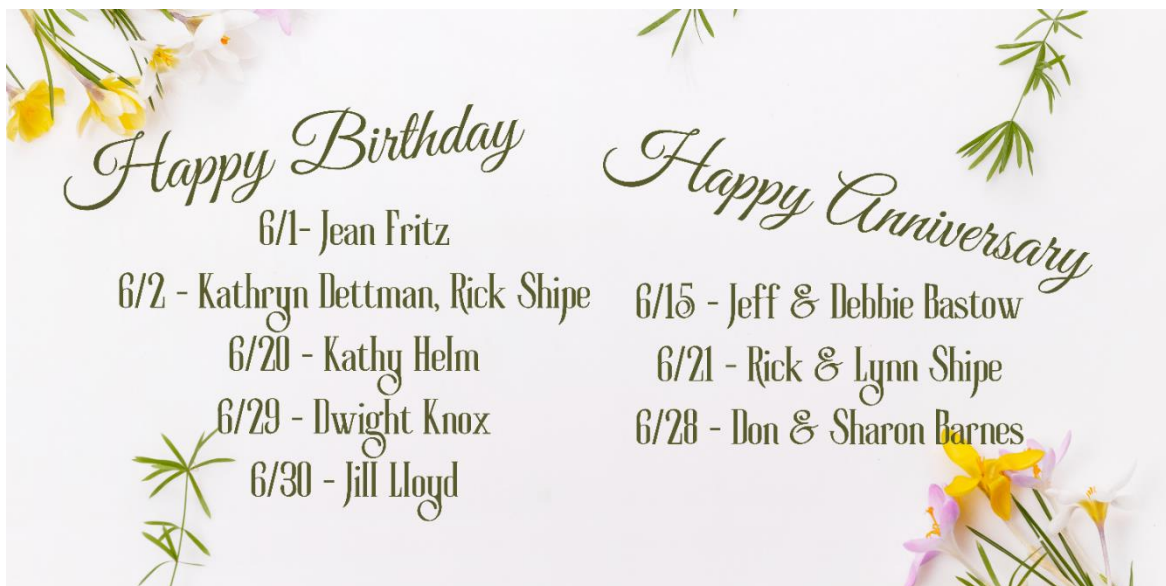 Happy Birthday
6/1- Jean Fritz
6/2 - Kathryn Dettman, Rick Shipe
6/20 - Kathy Helm
6/29 - Dwight Knox
6/30 - Jill Lloyd
Happy Anniversary
6/15 - Jeff & Debbie Bastow
6/21 - Rick & Lynn Shipe
6/28 - Don & Sharon Barnes